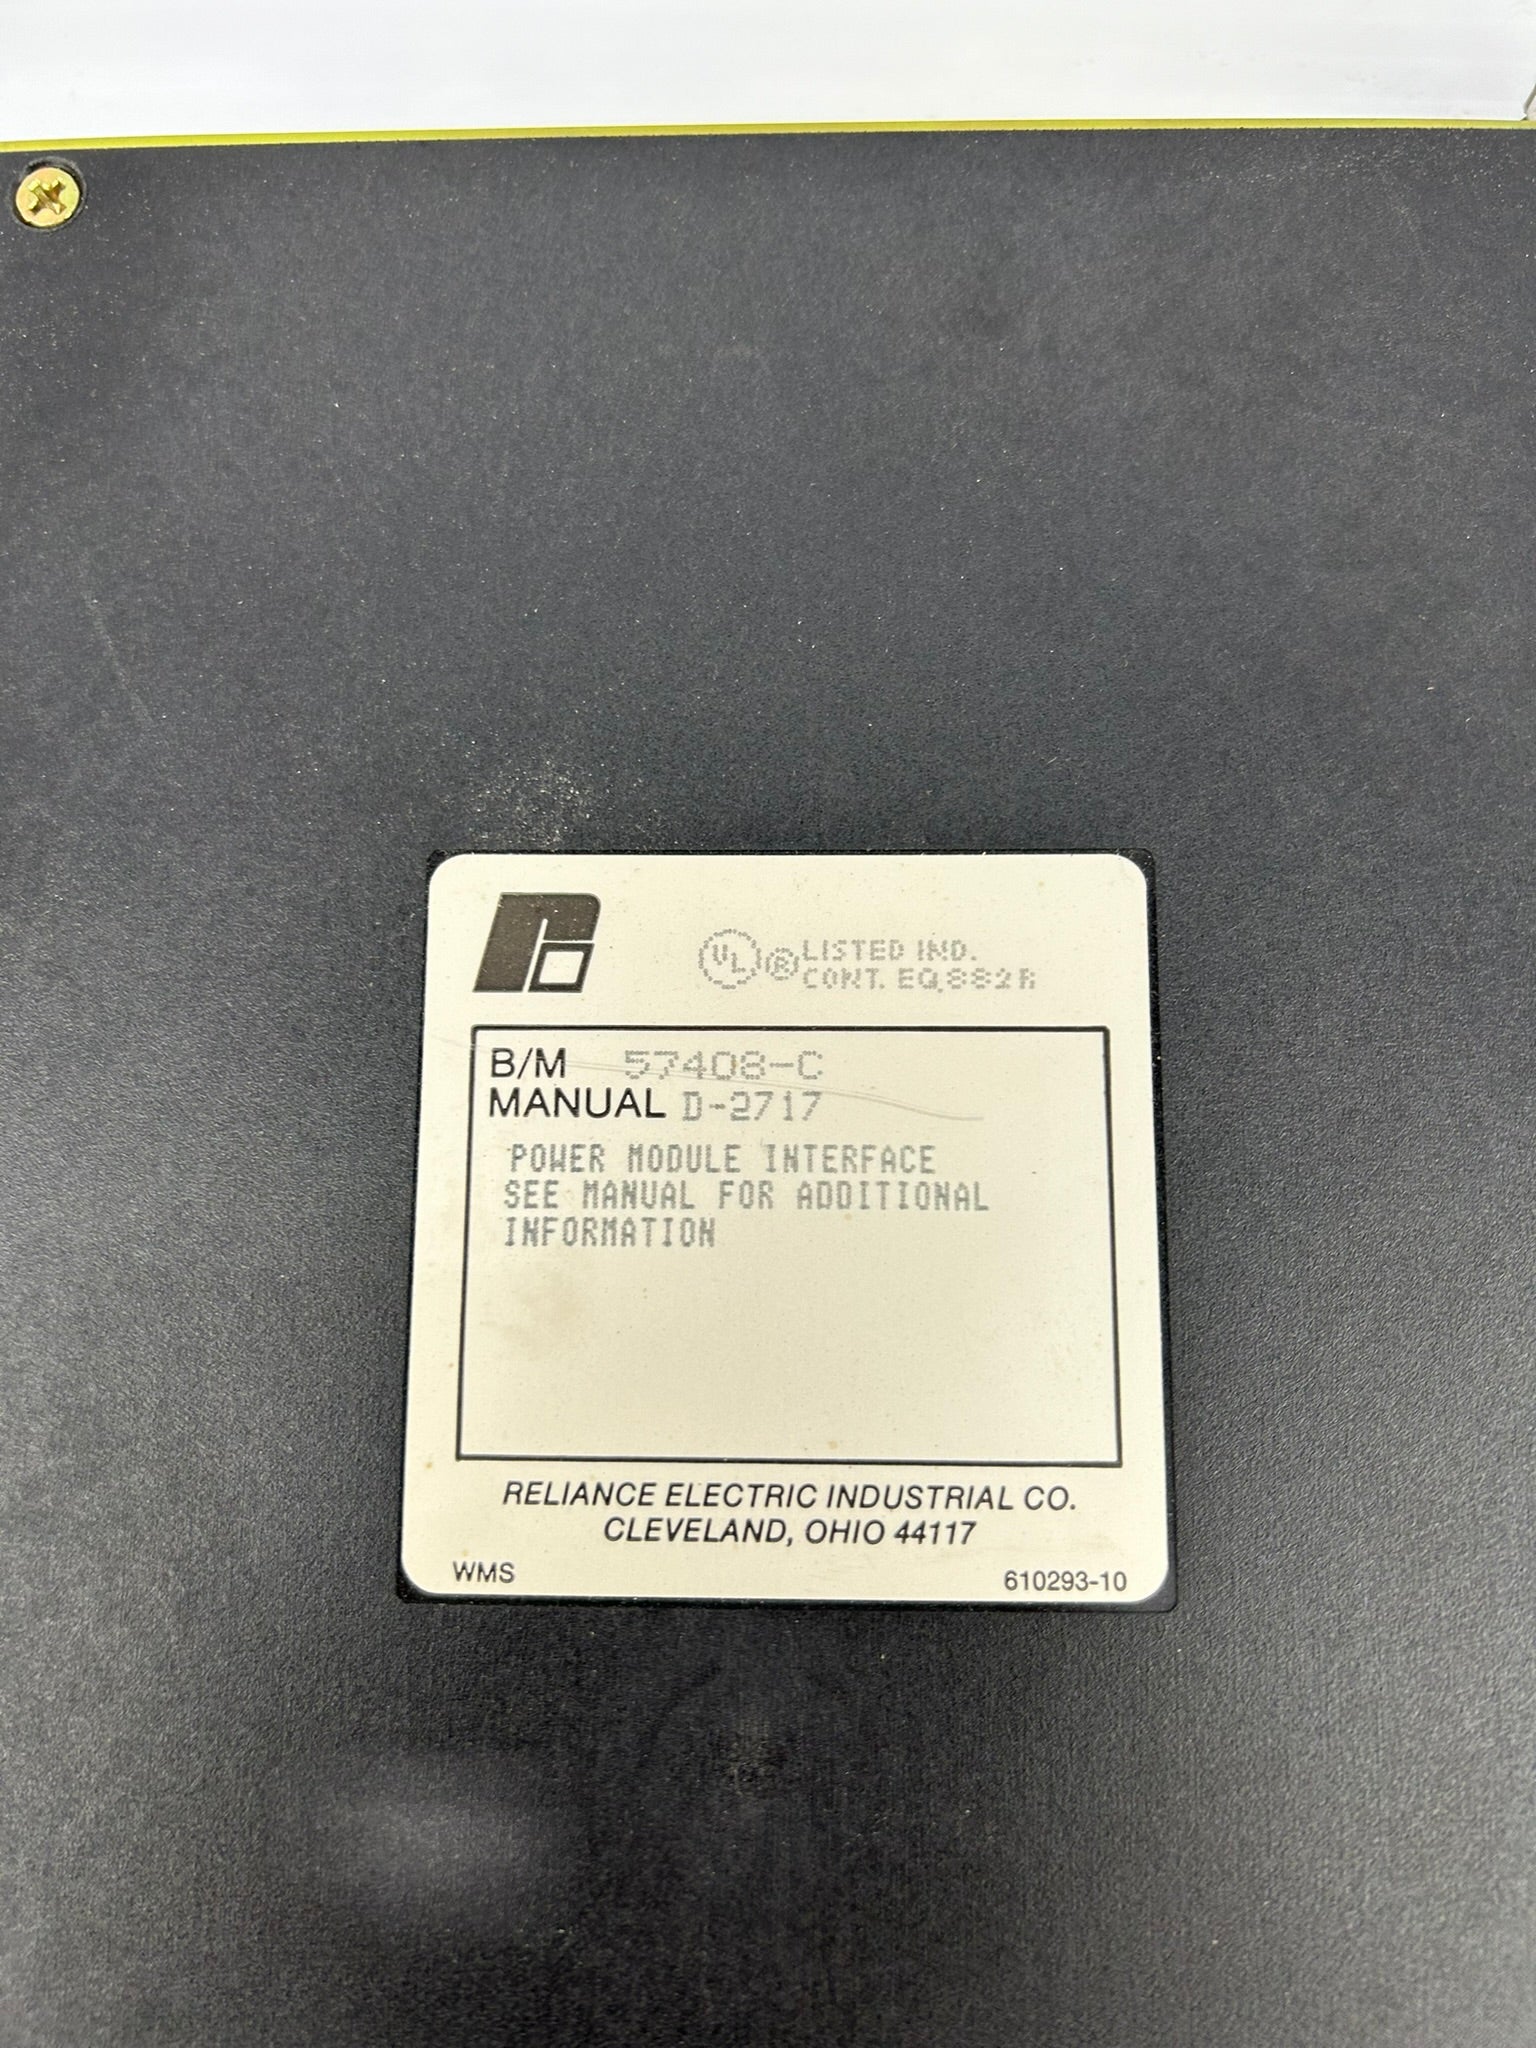 UL ® LISTED IND.
CONT. EQ. 882R
B/M 57408-C
MANUAL D-2717
POWER MODULE INTERFACE
SEE MANUAL FOR ADDITIONAL
INFORMATION
RELIANCE ELECTRIC INDUSTRIAL CO.
CLEVELAND, OHIO 44117
WMS 610293-10